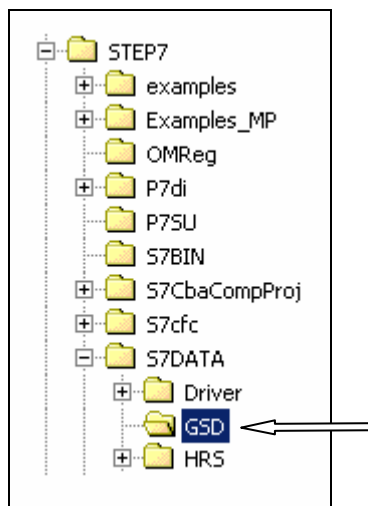 STEP7
examples
Examples_MP
OMReg
P7di
P7SU
S7BIN
S7CbaCompProj
S7cfc
S7DATA
Driver
GSD
HRS